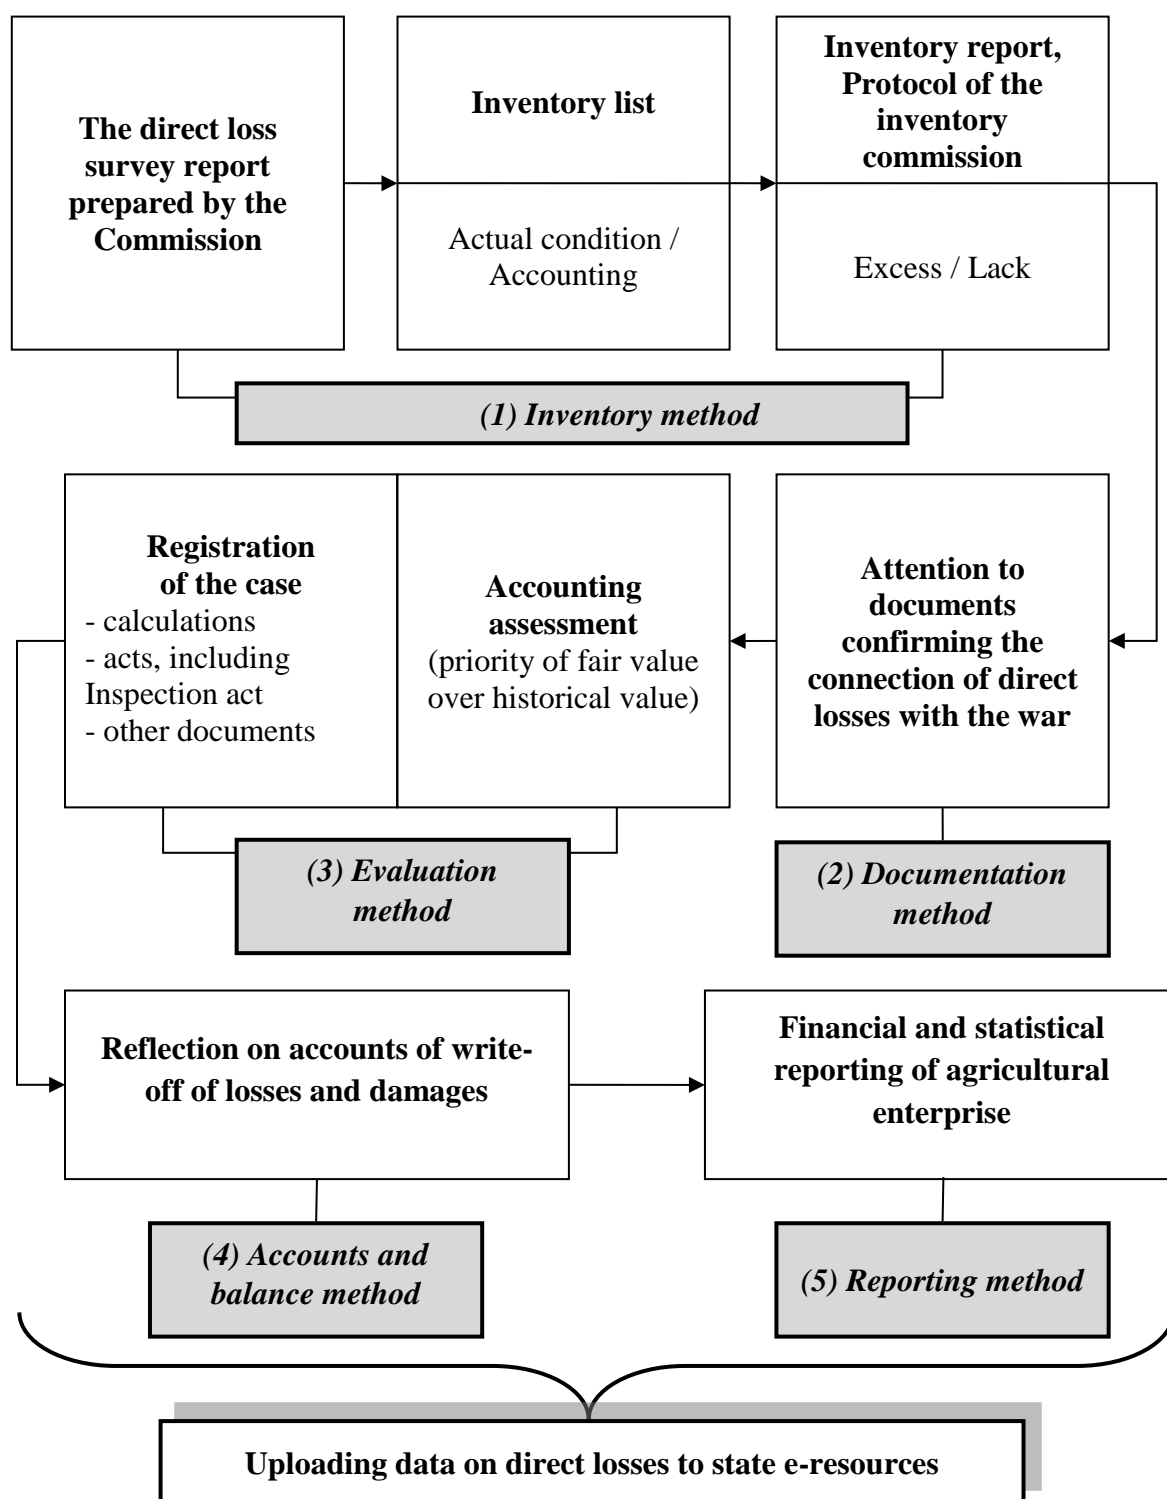 The direct loss
survey report
prepared by the
Commission
Inventory list
Actual condition /
Accounting
Inventory report,
Protocol of the
inventory
commission
Excess / Lack
(1) Inventory method
Registration
of the case
- calculations
- acts, including
Inspection act
- other documents
Accounting
assessment
(priority of fair value
over historical value)
Attention to
documents
confirming the
connection of direct
losses with the war
(3) Evaluation
method
(2) Documentation
method
Reflection on accounts of write-
off of losses and damages
Financial and statistical
reporting of agricultural
enterprise
(4) Accounts and
balance method
(5) Reporting method
Uploading data on direct losses to state e-resources